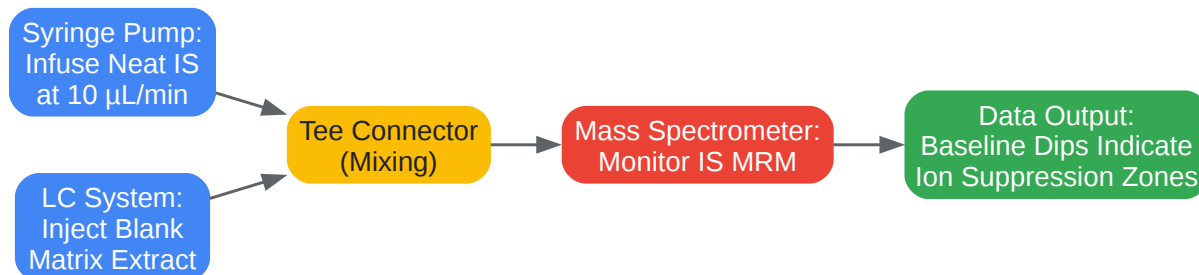 Syringe Pump:
Infuse Neat IS
at 10 µL/min
LC System:
Inject Blank
Matrix Extract
Tee Connector
(Mixing)
Mass Spectrometer:
Monitor IS MRM
Data Output:
Baseline Dips Indicate
Ion Suppression Zones